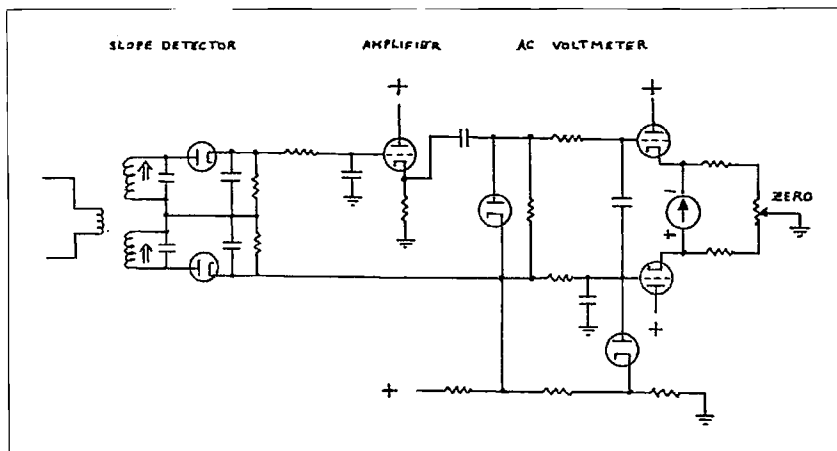 SLOPE DETECTOR
AMPLIFIER
AC VOLTMETER
+
+
−
ZERO
+
+
+